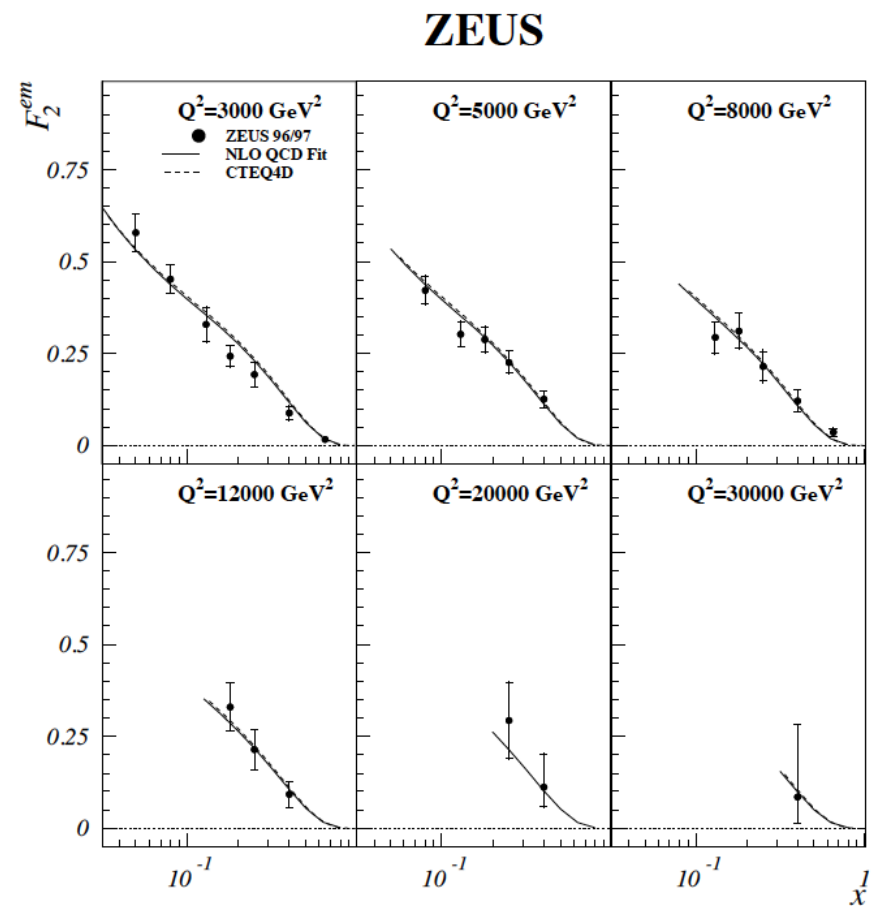 ZEUS
F₂ᵉᵐ
Q²=3000 GeV²
ZEUS 96/97
NLO QCD Fit
CTEQ4D
Q²=5000 GeV²
Q²=8000 GeV²
0.75
0.5
0.25
0
Q²=12000 GeV²
Q²=20000 GeV²
Q²=30000 GeV²
0.75
0.5
0.25
0
10⁻¹
10⁻¹
10⁻¹
1
x